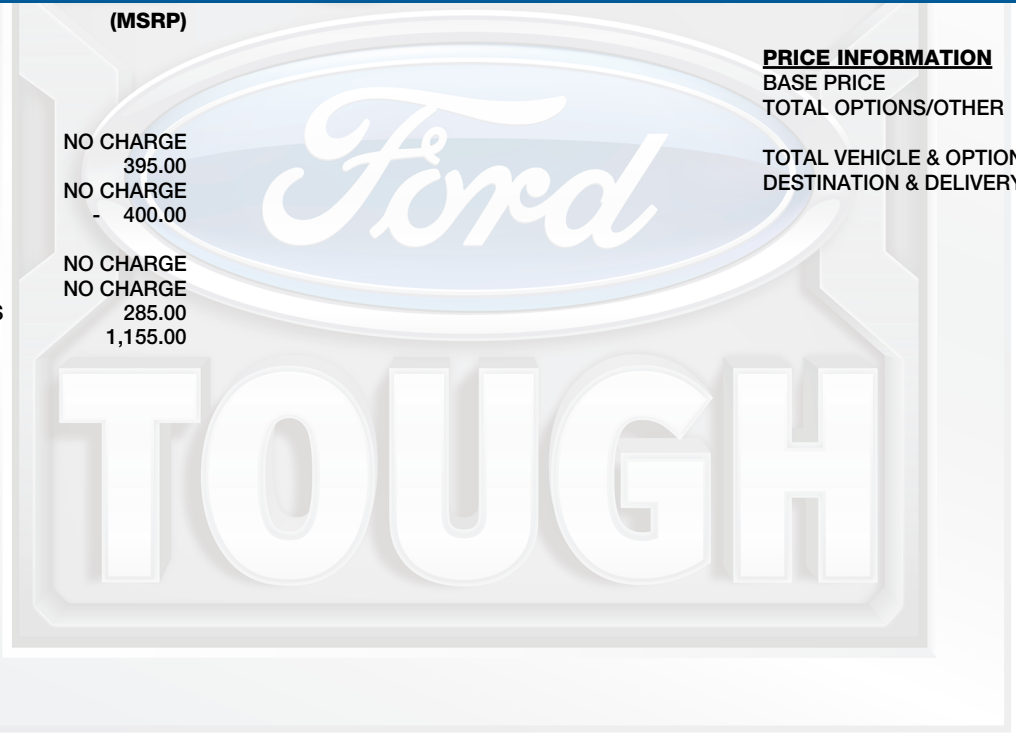 (MSRP)
NO CHARGE
395.00
NO CHARGE
- 400.00
NO CHARGE
NO CHARGE
S 285.00
1,155.00
PRICE INFORMATION
BASE PRICE
TOTAL OPTIONS/OTHER
TOTAL VEHICLE & OPTION
DESTINATION & DELIVERY
Ford
TOUGH